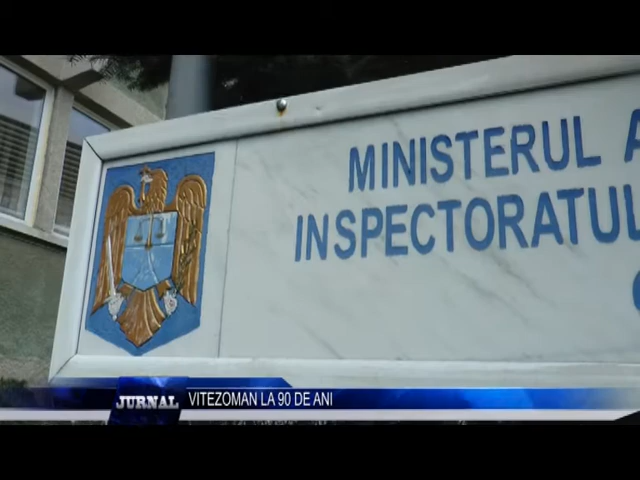 MINISTERUL A
INSPECTORATUL
JURNAL
VITEZOMAN LA 90 DE ANI